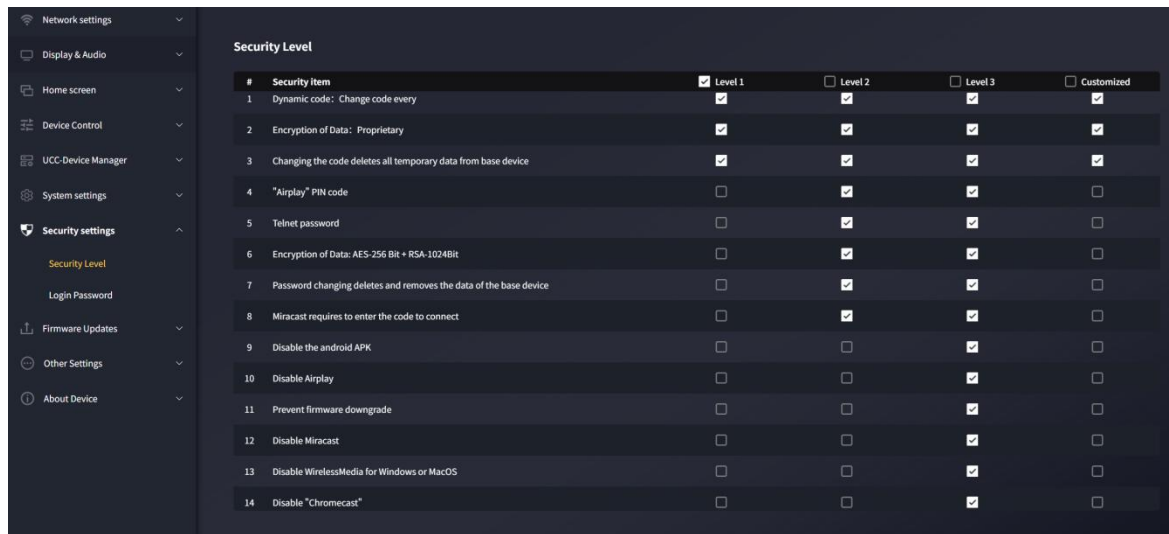 Network settings
Display & Audio
Home screen
Device Control
UCC-Device Manager
System settings
Security settings
Security Level
Login Password
Firmware Updates
Other Settings
About Device
Security Level
# Security item Level 1 Level 2 Level 3 Customized
1 Dynamic code: Change code every
2 Encryption of Data: Proprietary
3 Changing the code deletes all temporary data from base device
4 "Airplay" PIN code
5 Telnet password
6 Encryption of Data: AES-256 Bit + RSA-1024Bit
7 Password changing deletes and removes the data of the base device
8 Miracast requires to enter the code to connect
9 Disable the android APK
10 Disable Airplay
11 Prevent firmware downgrade
12 Disable Miracast
13 Disable WirelessMedia for Windows or MacOS
14 Disable "Chromecast"